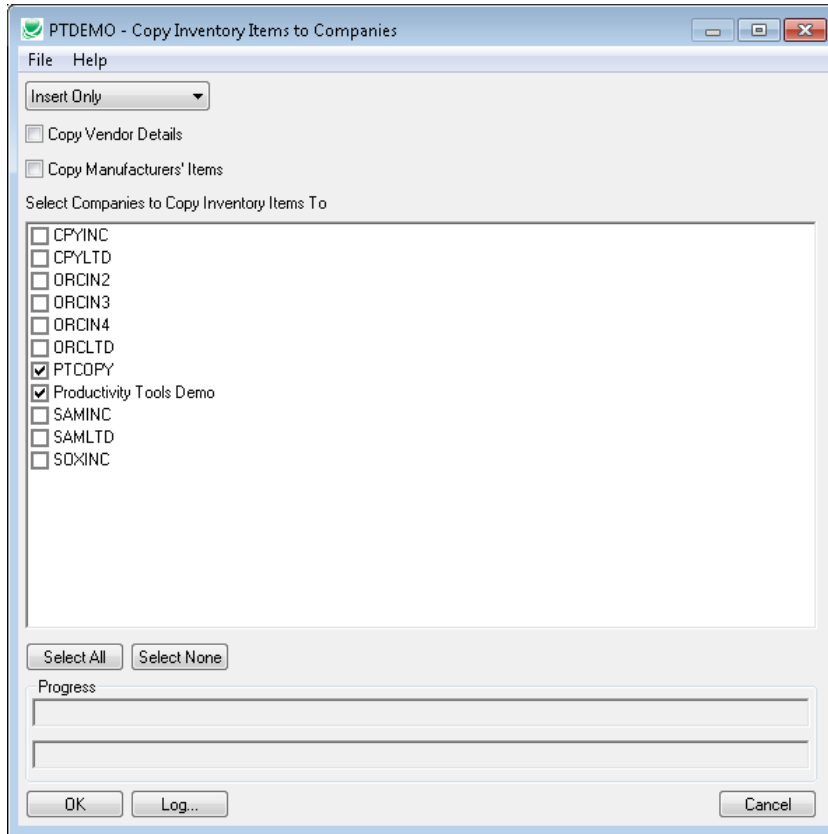 PTDEMO - Copy Inventory Items to Companies
File Help
Insert Only
Copy Vendor Details
Copy Manufacturers' Items
Select Companies to Copy Inventory Items To
CPYINC
CPYLTD
ORCIN2
ORCIN3
ORCIN4
ORCLTD
PTCOPY
Productivity Tools Demo
SAMINC
SAMLTD
SOXINC
Select All Select None
Progress
OK Log... Cancel